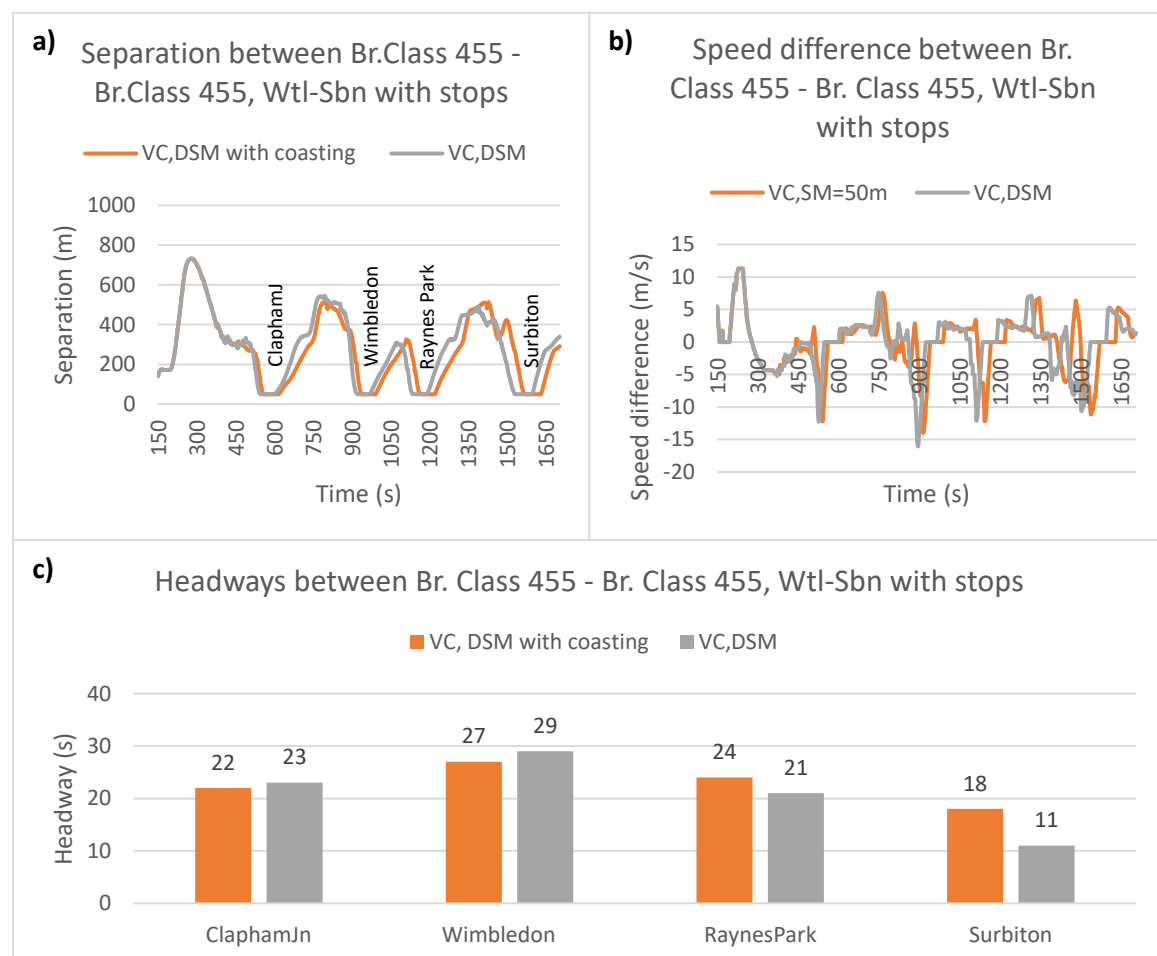 a)
Separation between Br.Class 455 -
Br.Class 455, Wtl-Sbn with stops
VC,DSM with coasting VC,DSM
1000
800
600
400
200
0
Separation (m)
ClaphamJ
Wimbledon
Raynes Park
Surbiton
150 300 450 600 750 900 1050 1200 1350 1500 1650
Time (s)
b)
Speed difference between Br.
Class 455 - Br. Class 455, Wtl-Sbn
with stops
VC,SM=50m VC,DSM
15
10
5
0
-5
-10
-15
-20
Speed difference (m/s)
150 300 450 600 750 900 1050 1200 1350 1500 1650
Time (s)
c)
Headways between Br. Class 455 - Br. Class 455, Wtl-Sbn with stops
VC, DSM with coasting VC,DSM
40
30
20
10
0
Headway (s)
22 23 27 29 24 21 18 11
ClaphamJn Wimbledon RaynesPark Surbiton